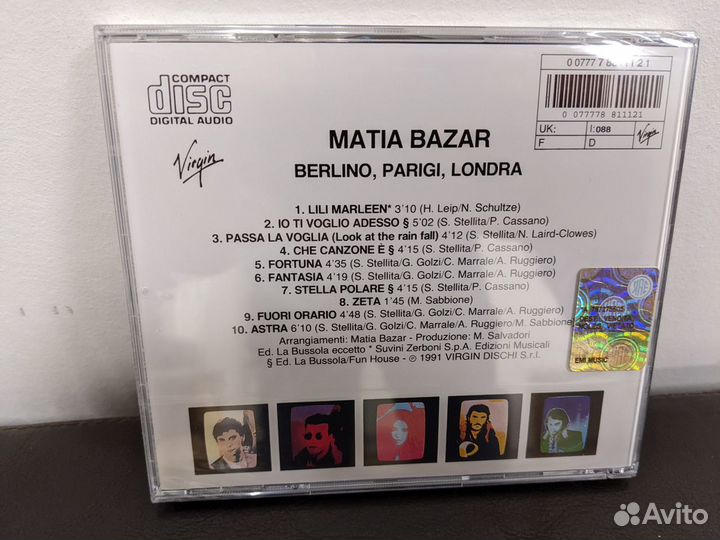 COMPACT
disc
DIGITAL AUDIO
0 077778 811121
UK:
I:088
F
D
Virgin
MATIA BAZAR
BERLINO, PARIGI, LONDRA
1. LILI MARLEEN* 3'10 (H. Leip/N. Schultze)
2. IO TI VOGLIO ADESSO § 5'02 (S. Stellita/P. Cassano)
3. PASSA LA VOGLIA (Look at the rain fall) 4'12 (S. Stellita/N. Laird-Clowes)
4. CHE CANZONE È § 4'15 (S. Stellita/P. Cassano)
5. FORTUNA 4'35 (S. Stellita/G. Golzi/C. Marrale/A. Ruggiero)
6. FANTASIA 4'19 (S. Stellita/G. Golzi/C. Marrale/A. Ruggiero)
7. STELLA POLARE § 4'15 (S. Stellita/P. Cassano)
8. ZETA 1'45 (M. Sabbione)
9. FUORI ORARIO 4'48 (S. Stellita/G. Golzi/C. Marrale/A. Ruggiero)
10. ASTRA 6'10 (S. Stellita/G. Golzi/C. Marrale/A. Ruggiero/M. Sabbione)
Arrangiamenti: Matia Bazar - Produzione: M. Salvadori
Ed. La Bussola eccetto * Suvini Zerboni S.p.A. Edizioni Musicali
§ Ed. La Bussola/Fun House - ℗ 1991 VIRGIN DISCHI S.r.l.
VIETATO
EMI MUSIC
Avito